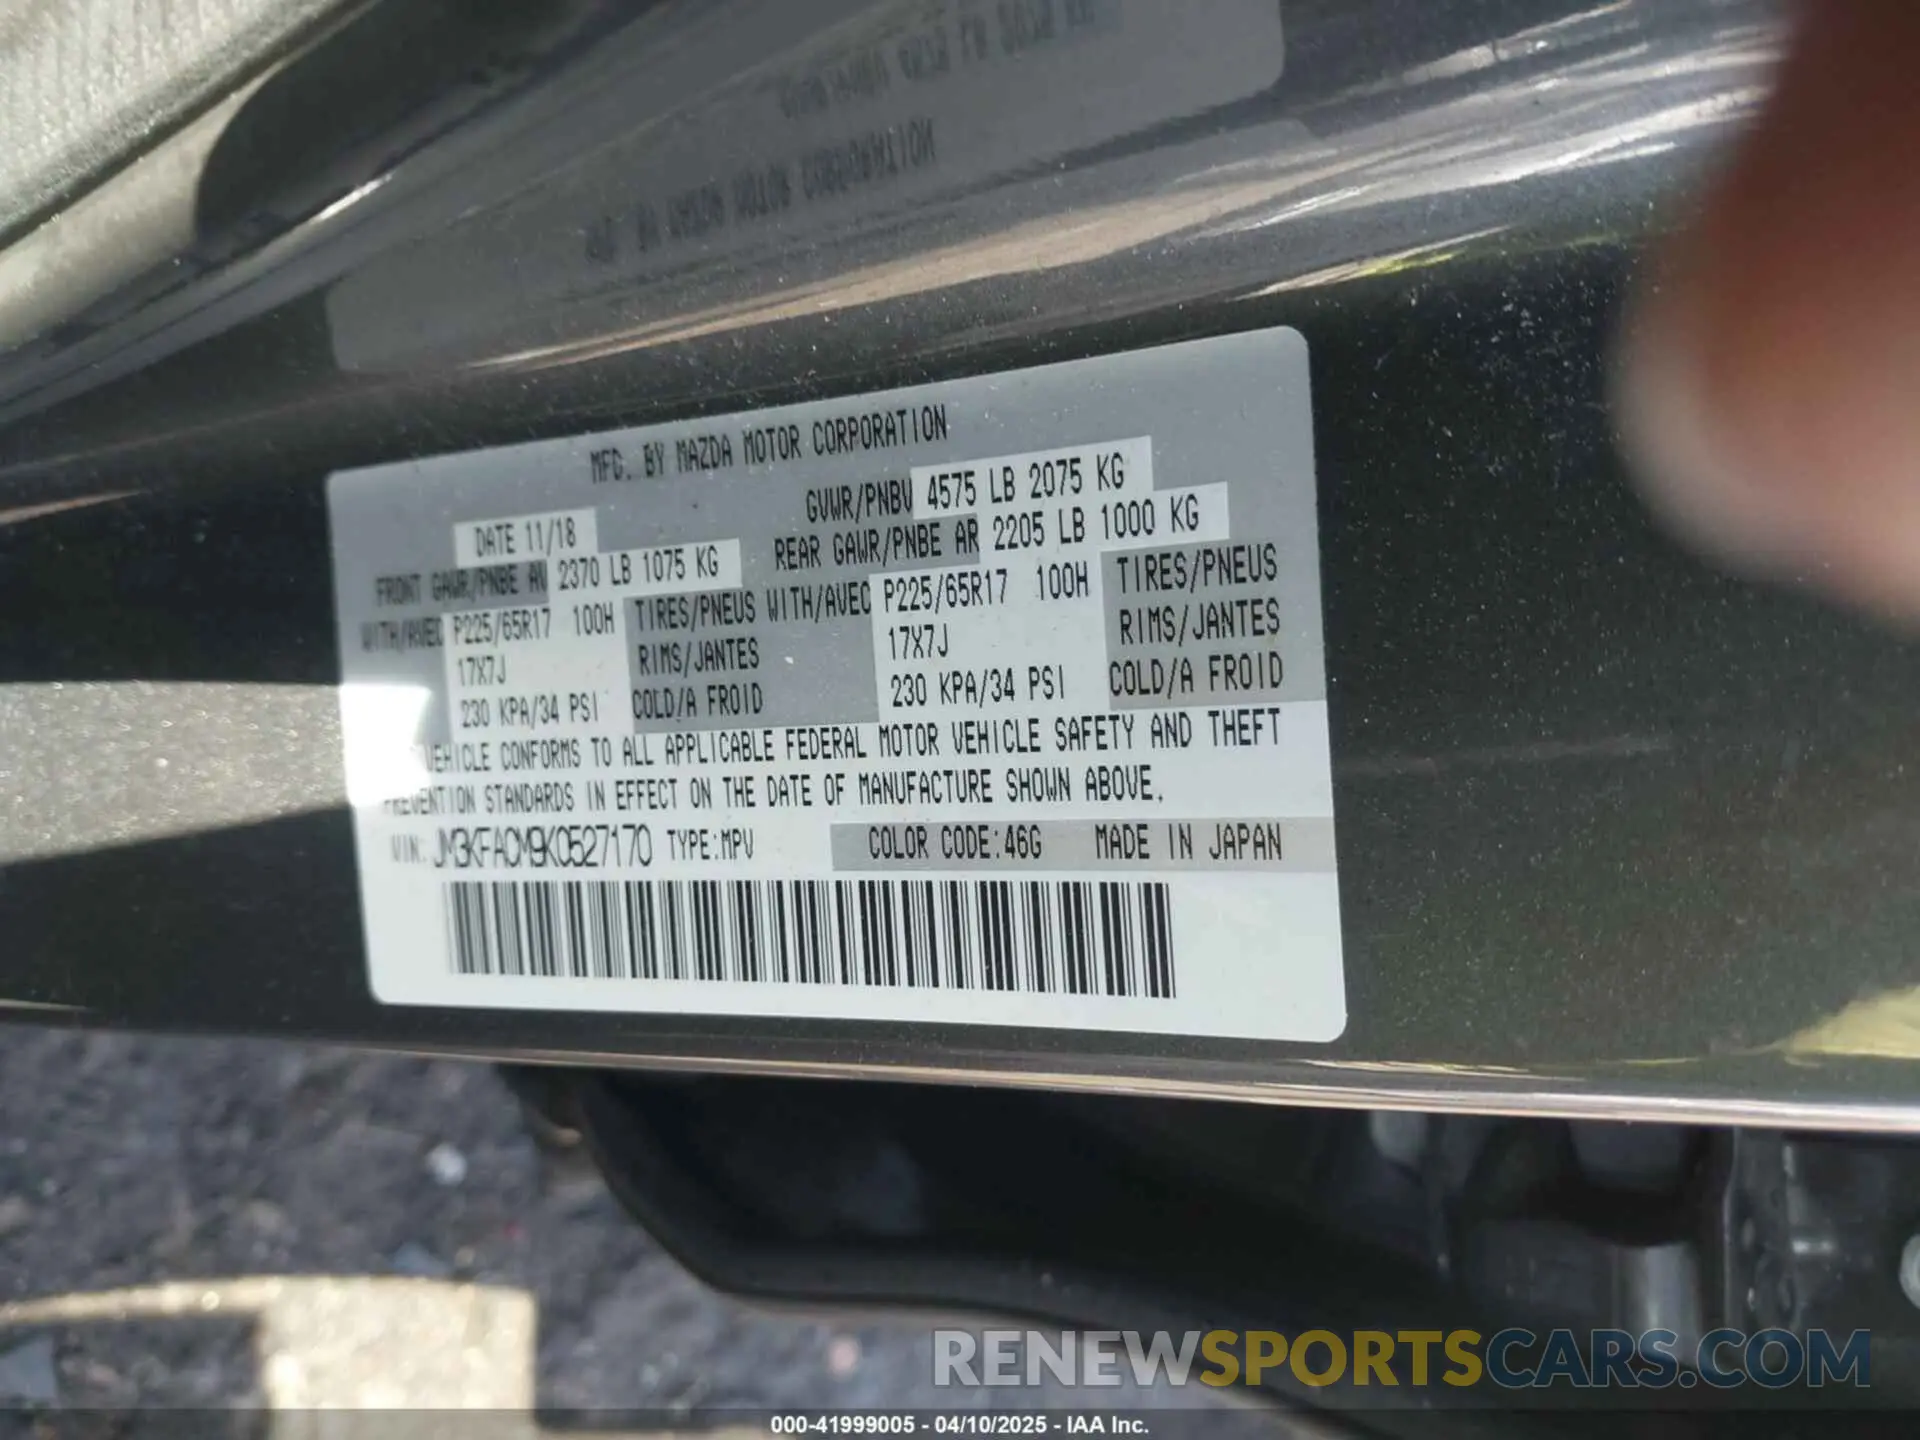 MFD. BY MAZDA MOTOR CORPORATION
DATE 11/18 GVWR/PNBV 4575 LB 2075 KG
FRONT GAWR/PNBE AV 2370 LB 1075 KG REAR GAWR/PNBE AR 2205 LB 1000 KG
WITH/AVEC P225/65R17 100H TIRES/PNEUS WITH/AVEC P225/65R17 100H TIRES/PNEUS
17X7J RIMS/JANTES 17X7J RIMS/JANTES
230 KPA/34 PSI COLD/A FROID 230 KPA/34 PSI COLD/A FROID
VEHICLE CONFORMS TO ALL APPLICABLE FEDERAL MOTOR VEHICLE SAFETY AND THEFT
PREVENTION STANDARDS IN EFFECT ON THE DATE OF MANUFACTURE SHOWN ABOVE.
VIN: JM3KFACM9K0527170 TYPE:MPV COLOR CODE:46G MADE IN JAPAN
RENEWSPORTSCARS.COM
000-41999005 - 04/10/2025 - IAA Inc.